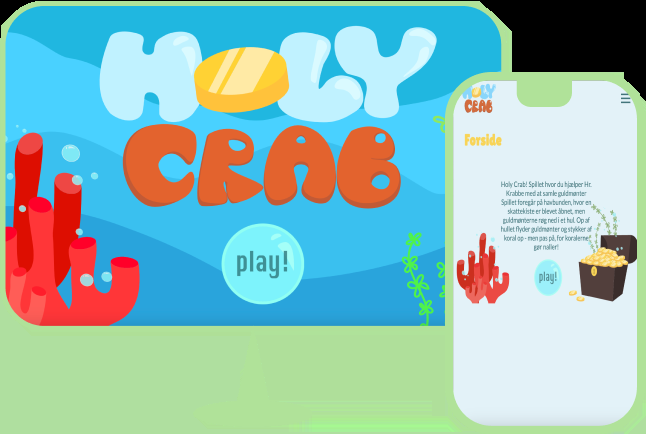 HOLY
CRAB
play!
HOLY
CRAB
Forside
Holy Crab! Spillet hvor du hjælper Hr.
Krabbe med at samle guldmønter
Spillet foregår på havbunden, hvor en
skattekiste er blevet åbnet, men
guldmønterne røg ned i et hul. Op af
hullet flyder guldmønter og stykker af
koral op - men pas på, for koralerne
gør naller!
play!